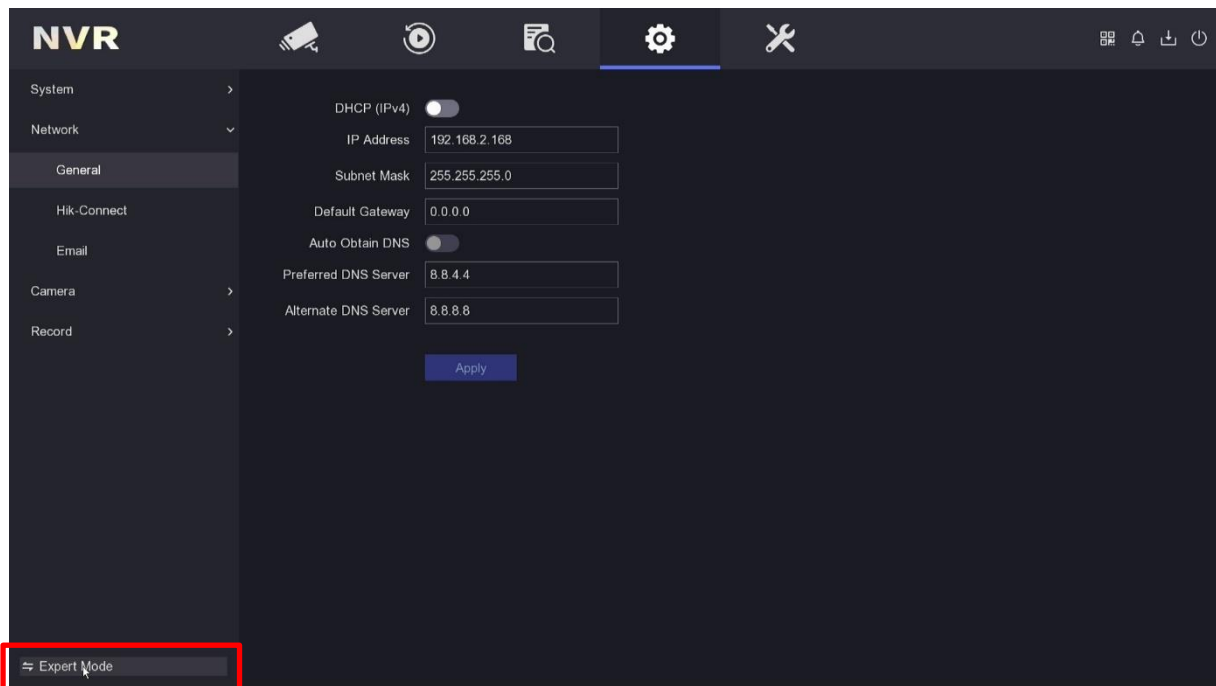 NVR
System
Network
General
Hik-Connect
Email
Camera
Record
Expert Mode
DHCP (IPv4)
IP Address 192.168.2.168
Subnet Mask 255.255.255.0
Default Gateway 0.0.0.0
Auto Obtain DNS
Preferred DNS Server 8.8.4.4
Alternate DNS Server 8.8.8.8
Apply